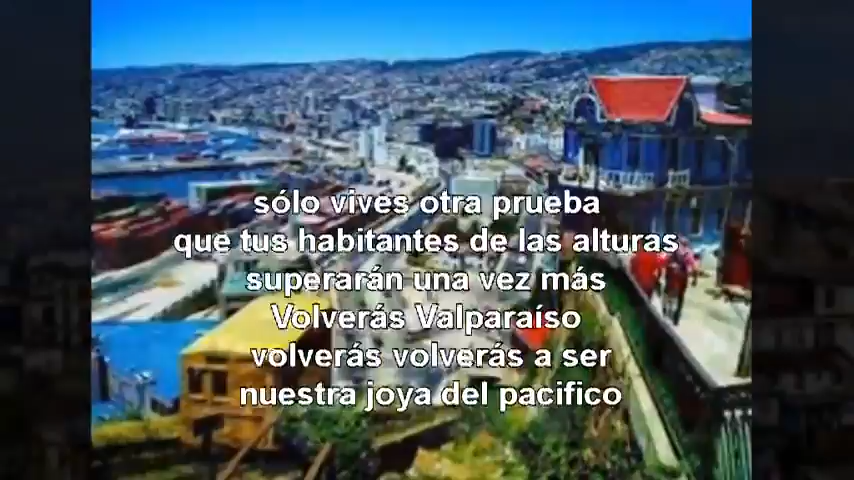 sólo vives otra prueba
que tus habitantes de las alturas
superarán una vez más
Volverás Valparaíso
volverás volverás a ser
nuestra joya del pacifico